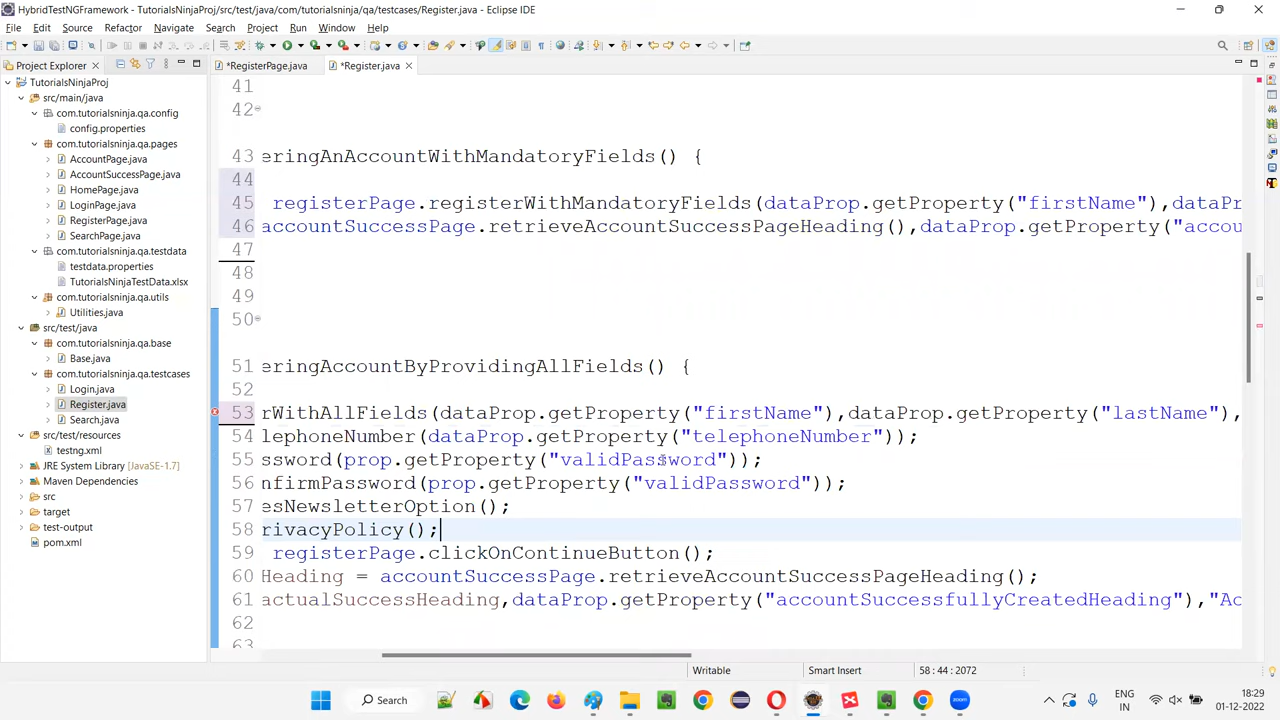 HybridTestNGFramework - TutorialsNinjaProj/src/test/java/com/tutorialsninja/qa/testcases/Register.java - Eclipse IDE
File Edit Source Refactor Navigate Search Project Run Window Help
Project Explorer
*RegisterPage.java
*Register.java
TutorialsNinjaProj
src/main/java
com.tutorialsninja.qa.config
config.properties
com.tutorialsninja.qa.pages
AccountPage.java
AccountSuccessPage.java
HomePage.java
LoginPage.java
RegisterPage.java
SearchPage.java
com.tutorialsninja.qa.testdata
testdata.properties
TutorialsNinjaTestData.xlsx
com.tutorialsninja.qa.utils
Utilities.java
src/test/java
com.tutorialsninja.qa.base
Base.java
com.tutorialsninja.qa.testcases
Login.java
Register.java
Search.java
src/test/resources
testng.xml
JRE System Library [JavaSE-1.7]
Maven Dependencies
src
target
test-output
pom.xml
41
42
43 eringAnAccountWithMandatoryFields() {
44
45 registerPage.registerWithMandatoryFields(dataProp.getProperty("firstName"),dataPr
46 accountSuccessPage.retrieveAccountSuccessPageHeading(),dataProp.getProperty("accou
47
48
49
50
51 eringAccountByProvidingAllFields() {
52
53 rWithAllFields(dataProp.getProperty("firstName"),dataProp.getProperty("lastName"),
54 lephoneNumber(dataProp.getProperty("telephoneNumber"));
55 ssword(prop.getProperty("validPassword"));
56 nfirmPassword(prop.getProperty("validPassword"));
57 esNewsletterOption();
58 rivacyPolicy();
59 registerPage.clickOnContinueButton();
60 Heading = accountSuccessPage.retrieveAccountSuccessPageHeading();
61 actualSuccessHeading,dataProp.getProperty("accountSuccessfullyCreatedHeading"),"Ac
62
63
Writable
Smart Insert
58 : 44 : 2072
Search
ENG
IN
18:29
01-12-2022